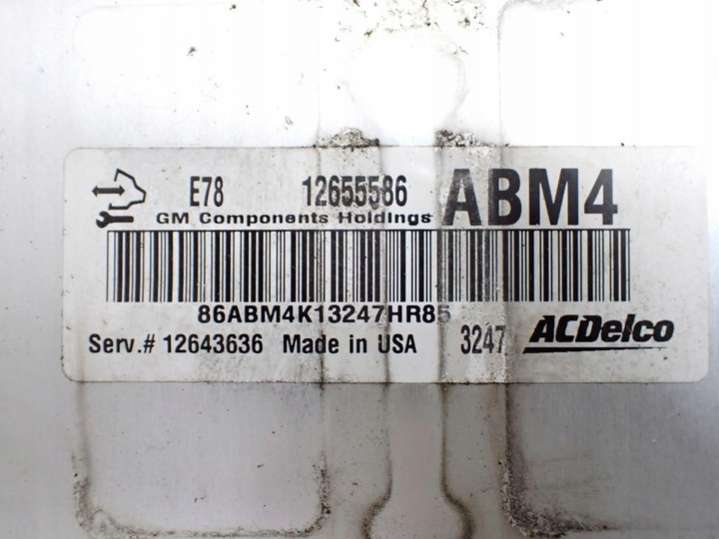 E78 12655586 ABM4
GM Components Holdings
86ABM4K13247HR85
Serv.# 12643636 Made in USA 3247 ACDelco